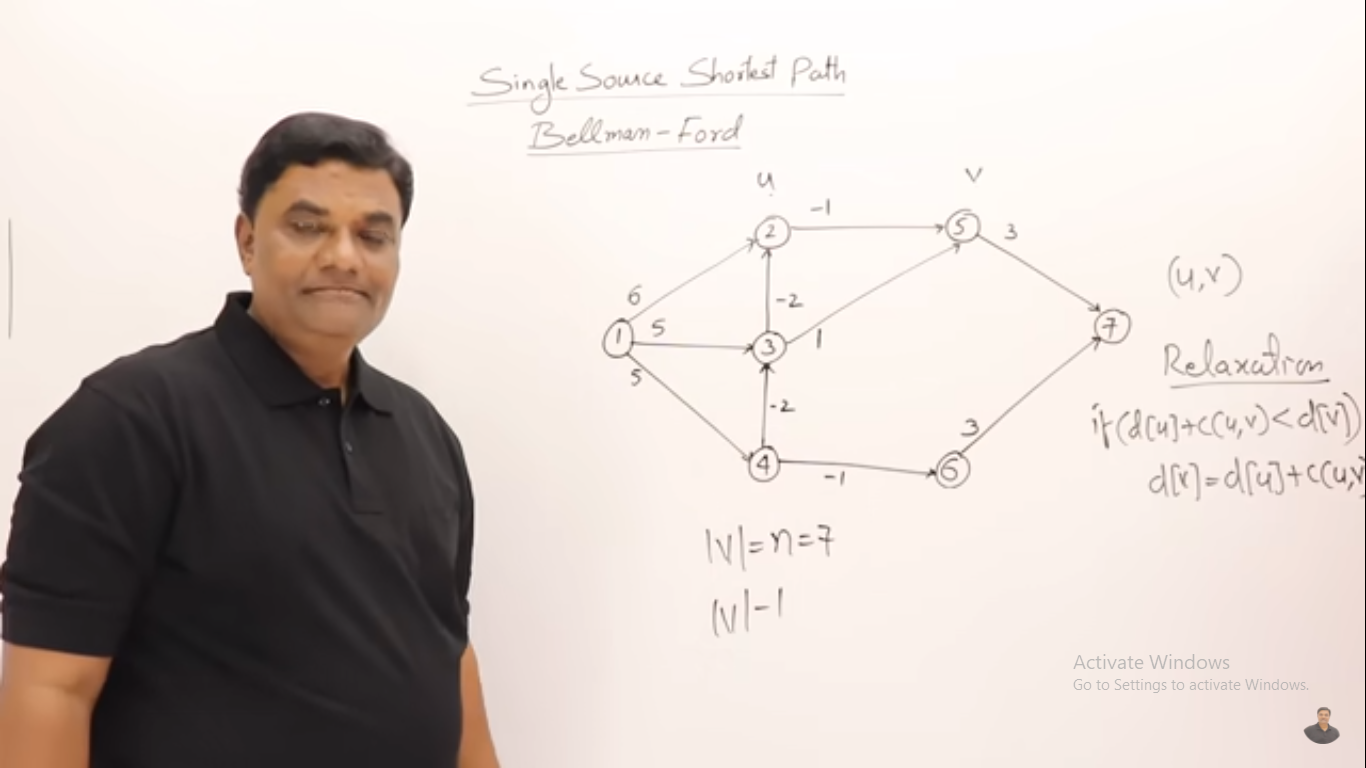 Single Source Shortest Path
Bellman-Ford
u
v
-1
2
5
3
6
-2
(u,v)
1
5
3
1
7
5
Relaxation
-2
if(d[u]+c(u,v)<d[v])
3
4
-1
6
d[v]=d[u]+c(u,v
|V|=n=7
|V|-1
Activate Windows
Go to Settings to activate Windows.